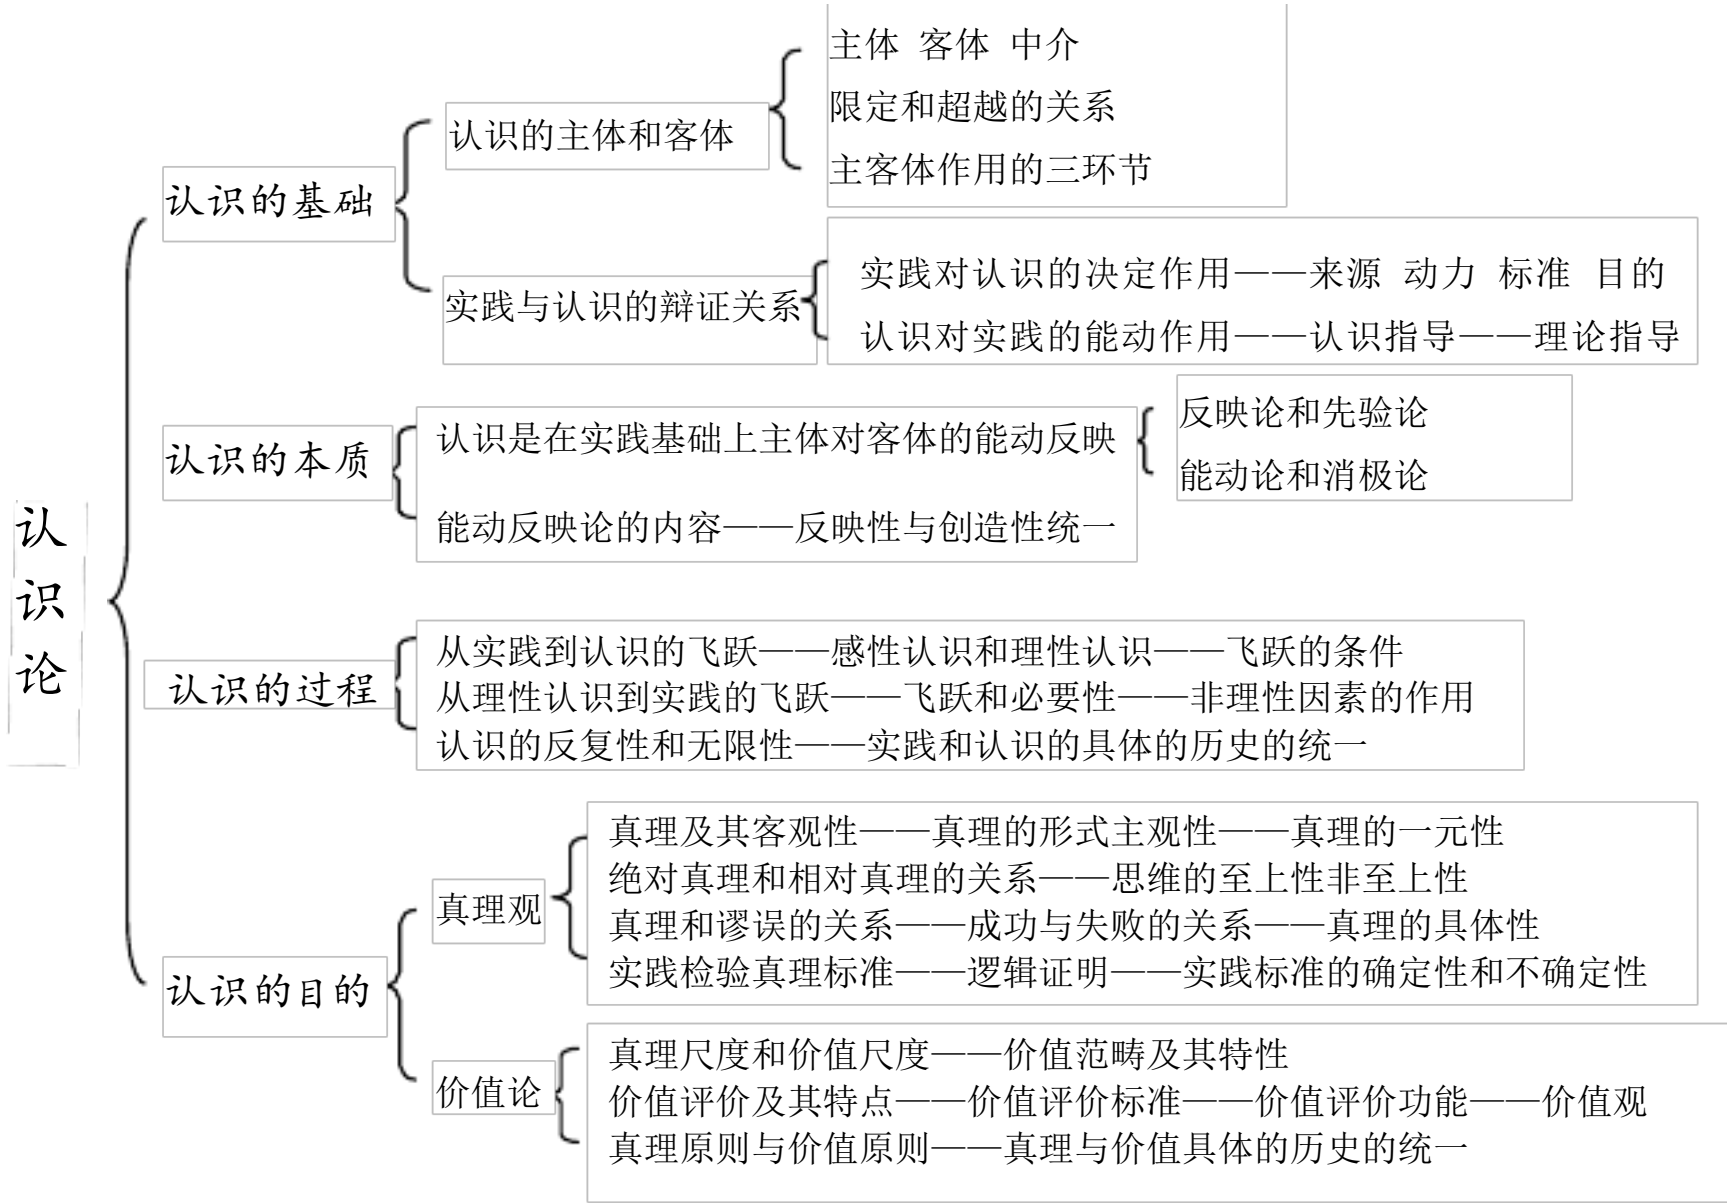 认识论
认识的基础
认识的主体和客体
主体 客体 中介
限定和超越的关系
主客体作用的三环节
实践与认识的辩证关系
实践对认识的决定作用——来源 动力 标准 目的
认识对实践的能动作用——认识指导——理论指导
认识的本质
认识是在实践基础上主体对客体的能动反映
反映论和先验论
能动论和消极论
能动反映论的内容——反映性与创造性统一
认识的过程
从实践到认识的飞跃——感性认识和理性认识——飞跃的条件
从理性认识到实践的飞跃——飞跃和必要性——非理性因素的作用
认识的反复性和无限性——实践和认识的具体的历史的统一
认识的目的
真理观
真理及其客观性——真理的形式主观性——真理的一元性
绝对真理和相对真理的关系——思维的至上性非至上性
真理和谬误的关系——成功与失败的关系——真理的具体性
实践检验真理标准——逻辑证明——实践标准的确定性和不确定性
价值论
真理尺度和价值尺度——价值范畴及其特性
价值评价及其特点——价值评价标准——价值评价功能——价值观
真理原则与价值原则——真理与价值具体的历史的统一